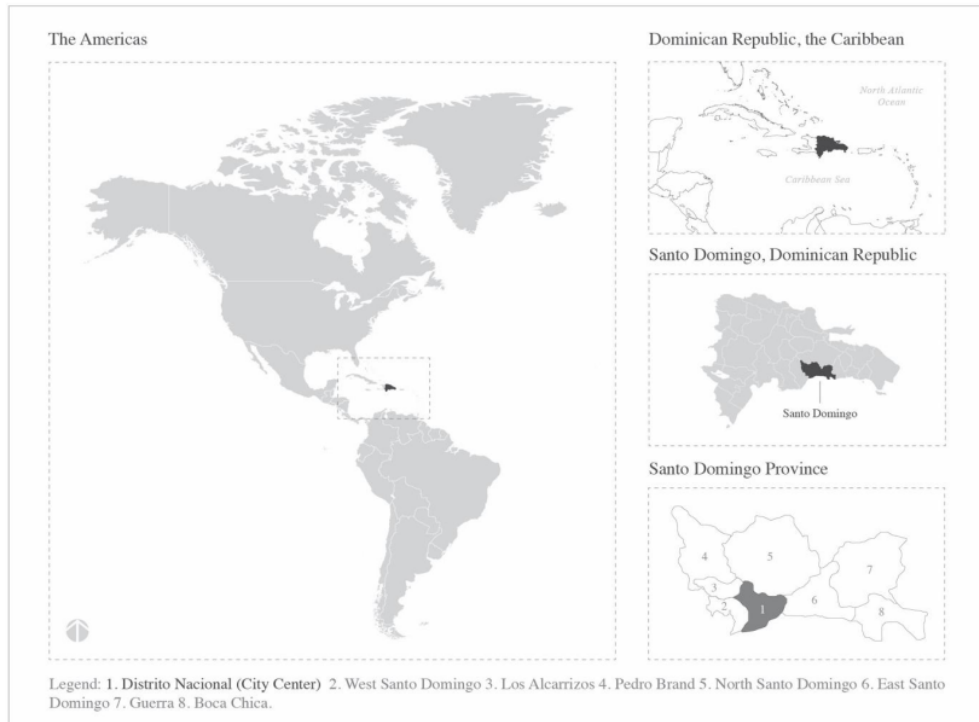 The Americas
Dominican Republic, the Caribbean
North Atlantic
Ocean
Caribbean Sea
Santo Domingo, Dominican Republic
Santo Domingo
Santo Domingo Province
4
5
7
3
2
1
6
8
Legend: 1. Distrito Nacional (City Center) 2. West Santo Domingo 3. Los Alcarrizos 4. Pedro Brand 5. North Santo Domingo 6. East Santo
Domingo 7. Guerra 8. Boca Chica.